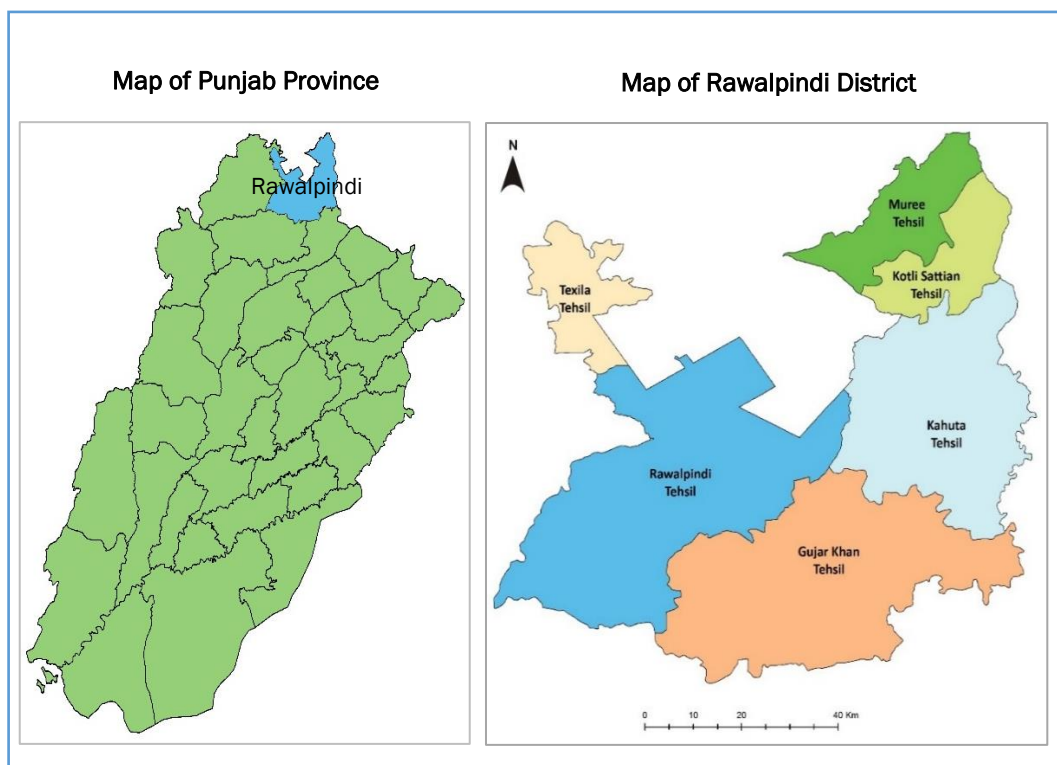 Map of Punjab Province
Rawalpindi
Map of Rawalpindi District
N
Muree
Tehsil
Kotli Sattian
Tehsil
Texila
Tehsil
Kahuta
Tehsil
Rawalpindi
Tehsil
Gujar Khan
Tehsil
0 10 20 40 Km